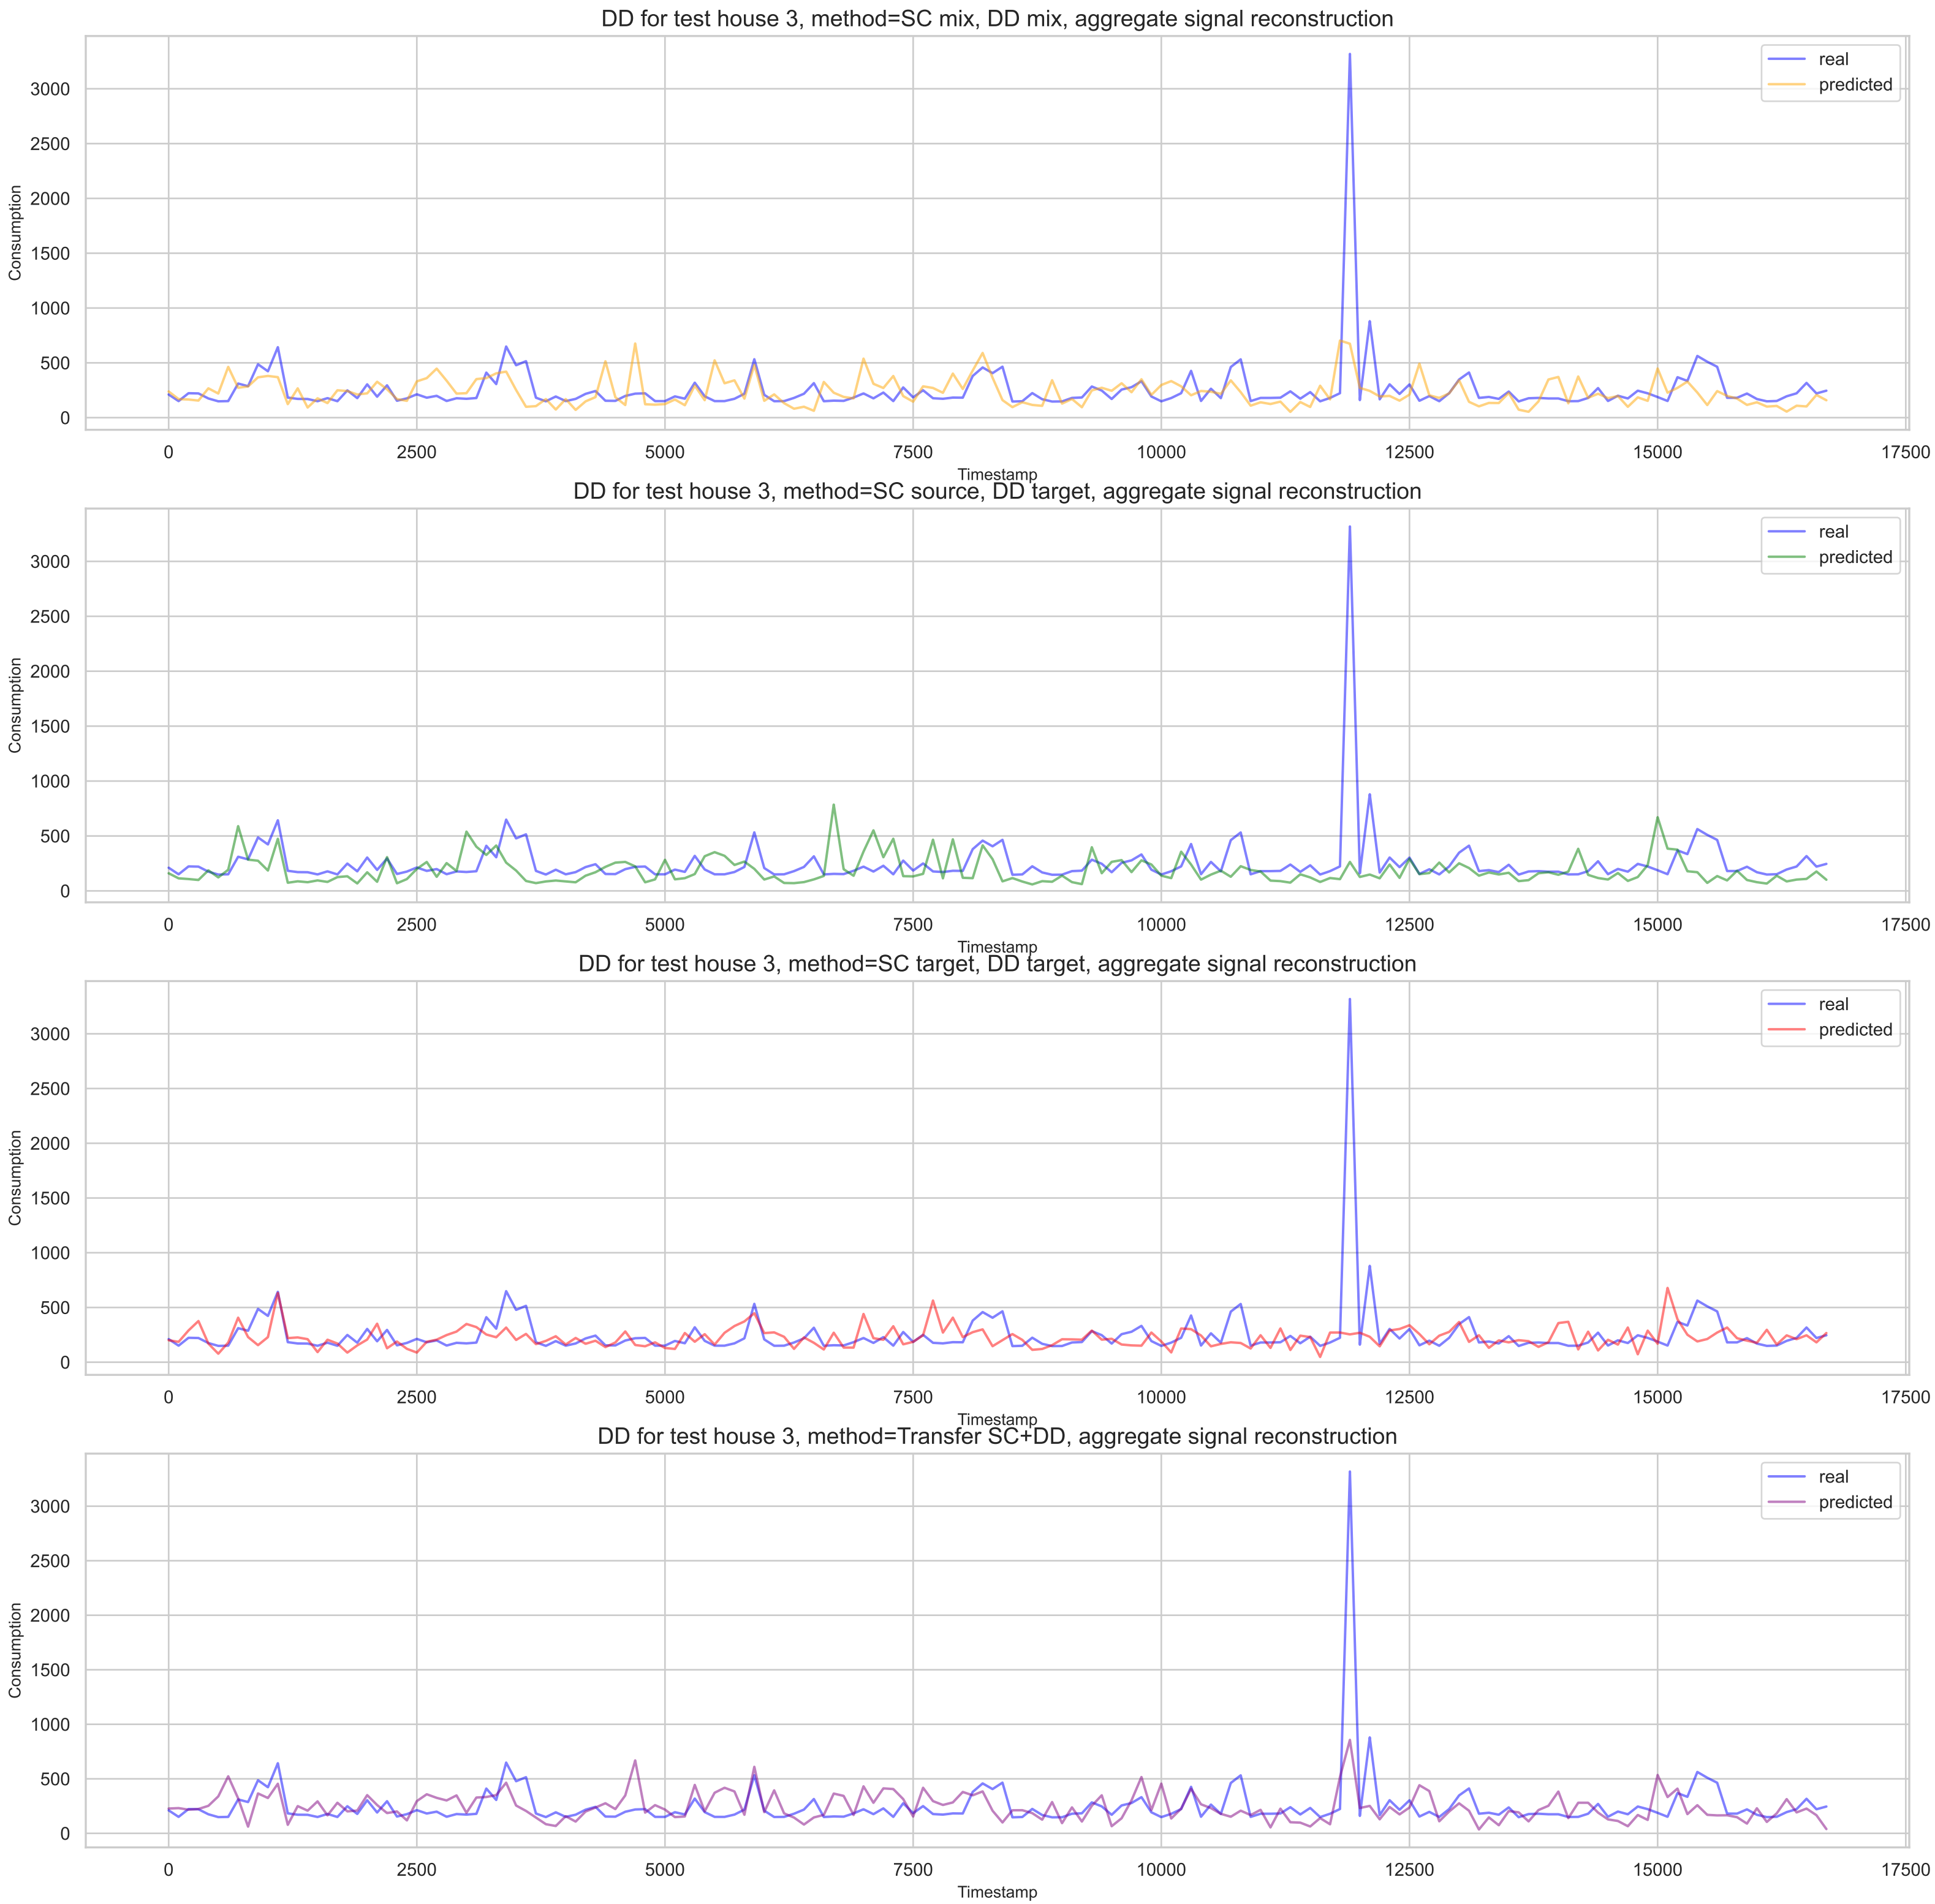 DD for test house 3, method=SC mix, DD mix, aggregate signal reconstruction
real
predicted
Consumption
3000
2500
2000
1500
1000
500
0
0 2500 5000 7500 10000 12500 15000 17500
Timestamp
DD for test house 3, method=SC source, DD target, aggregate signal reconstruction
real
predicted
Consumption
3000
2500
2000
1500
1000
500
0
0 2500 5000 7500 10000 12500 15000 17500
Timestamp
DD for test house 3, method=SC target, DD target, aggregate signal reconstruction
real
predicted
Consumption
3000
2500
2000
1500
1000
500
0
0 2500 5000 7500 10000 12500 15000 17500
Timestamp
DD for test house 3, method=Transfer SC+DD, aggregate signal reconstruction
real
predicted
Consumption
3000
2500
2000
1500
1000
500
0
0 2500 5000 7500 10000 12500 15000 17500
Timestamp